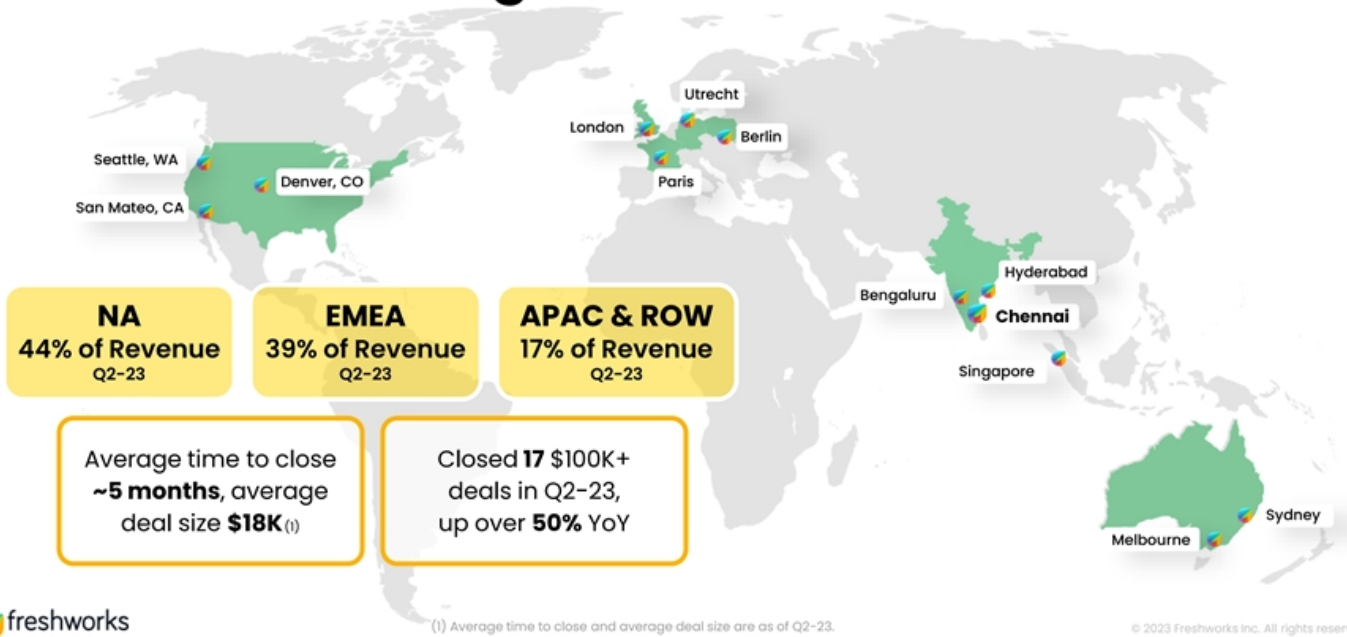 Utrecht
London
Berlin
Paris
Seattle, WA
Denver, CO
San Mateo, CA
Hyderabad
Bengaluru
Chennai
Singapore
Sydney
Melbourne
NA
44% of Revenue
Q2-23
EMEA
39% of Revenue
Q2-23
APAC & ROW
17% of Revenue
Q2-23
Average time to close
~5 months, average
deal size $18K(1)
Closed 17 $100K+
deals in Q2-23,
up over 50% YoY
freshworks
(1) Average time to close and average deal size are as of Q2-23.
© 2023 Freshworks Inc. All rights